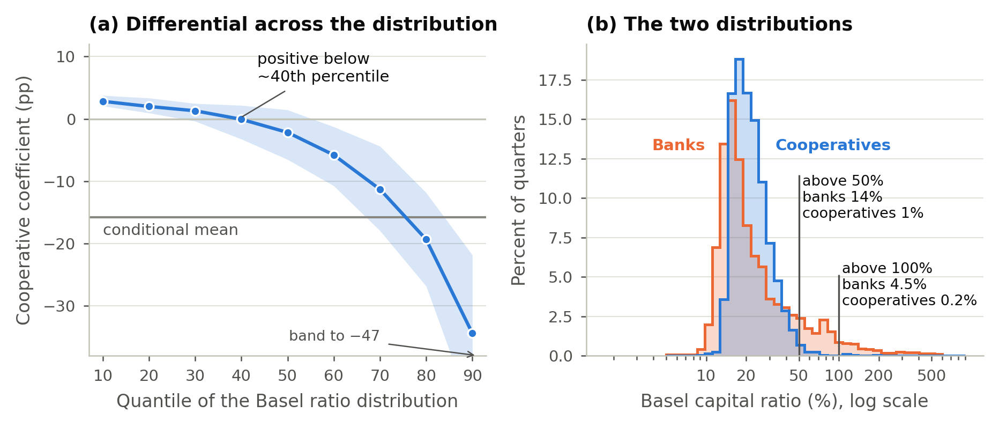 (a) Differential across the distribution
Cooperative coefficient (pp)
10
0
−10
−20
−30
positive below
~40th percentile
conditional mean
band to −47
10 20 30 40 50 60 70 80 90
Quantile of the Basel ratio distribution
(b) The two distributions
Percent of quarters
17.5
15.0
12.5
10.0
7.5
5.0
2.5
0.0
Banks
Cooperatives
above 50%
banks 14%
cooperatives 1%
above 100%
banks 4.5%
cooperatives 0.2%
10 20 50 100 200 500
Basel capital ratio (%), log scale